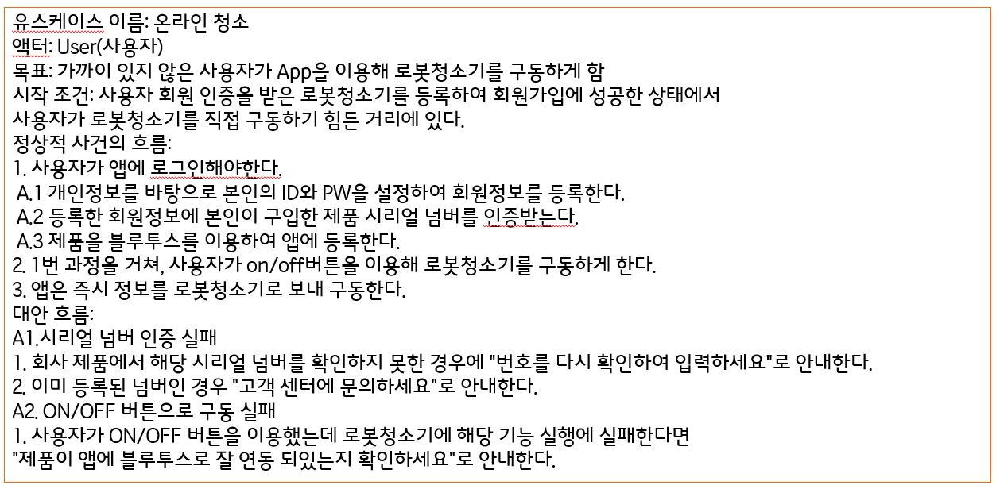 유스케이스 이름: 온라인 청소
액터: User(사용자)
목표: 가까이 있지 않은 사용자가 App을 이용해 로봇청소기를 구동하게 함
시작 조건: 사용자 회원 인증을 받은 로봇청소기를 등록하여 회원가입에 성공한 상태에서
사용자가 로봇청소기를 직접 구동하기 힘든 거리에 있다.
정상적 사건의 흐름:
1. 사용자가 앱에 로그인해야한다.
A.1 개인정보를 바탕으로 본인의 ID와 PW을 설정하여 회원정보를 등록한다.
A.2 등록한 회원정보에 본인이 구입한 제품 시리얼 넘버를 인증받는다.
A.3 제품을 블루투스를 이용하여 앱에 등록한다.
2. 1번 과정을 거쳐, 사용자가 on/off버튼을 이용해 로봇청소기를 구동하게 한다.
3. 앱은 즉시 정보를 로봇청소기로 보내 구동한다.
대안 흐름:
A1.시리얼 넘버 인증 실패
1. 회사 제품에서 해당 시리얼 넘버를 확인하지 못한 경우에 "번호를 다시 확인하여 입력하세요"로 안내한다.
2. 이미 등록된 넘버인 경우 "고객 센터에 문의하세요"로 안내한다.
A2. ON/OFF 버튼으로 구동 실패
1. 사용자가 ON/OFF 버튼을 이용했는데 로봇청소기에 해당 기능 실행에 실패한다면
"제품이 앱에 블루투스로 잘 연동 되었는지 확인하세요"로 안내한다.